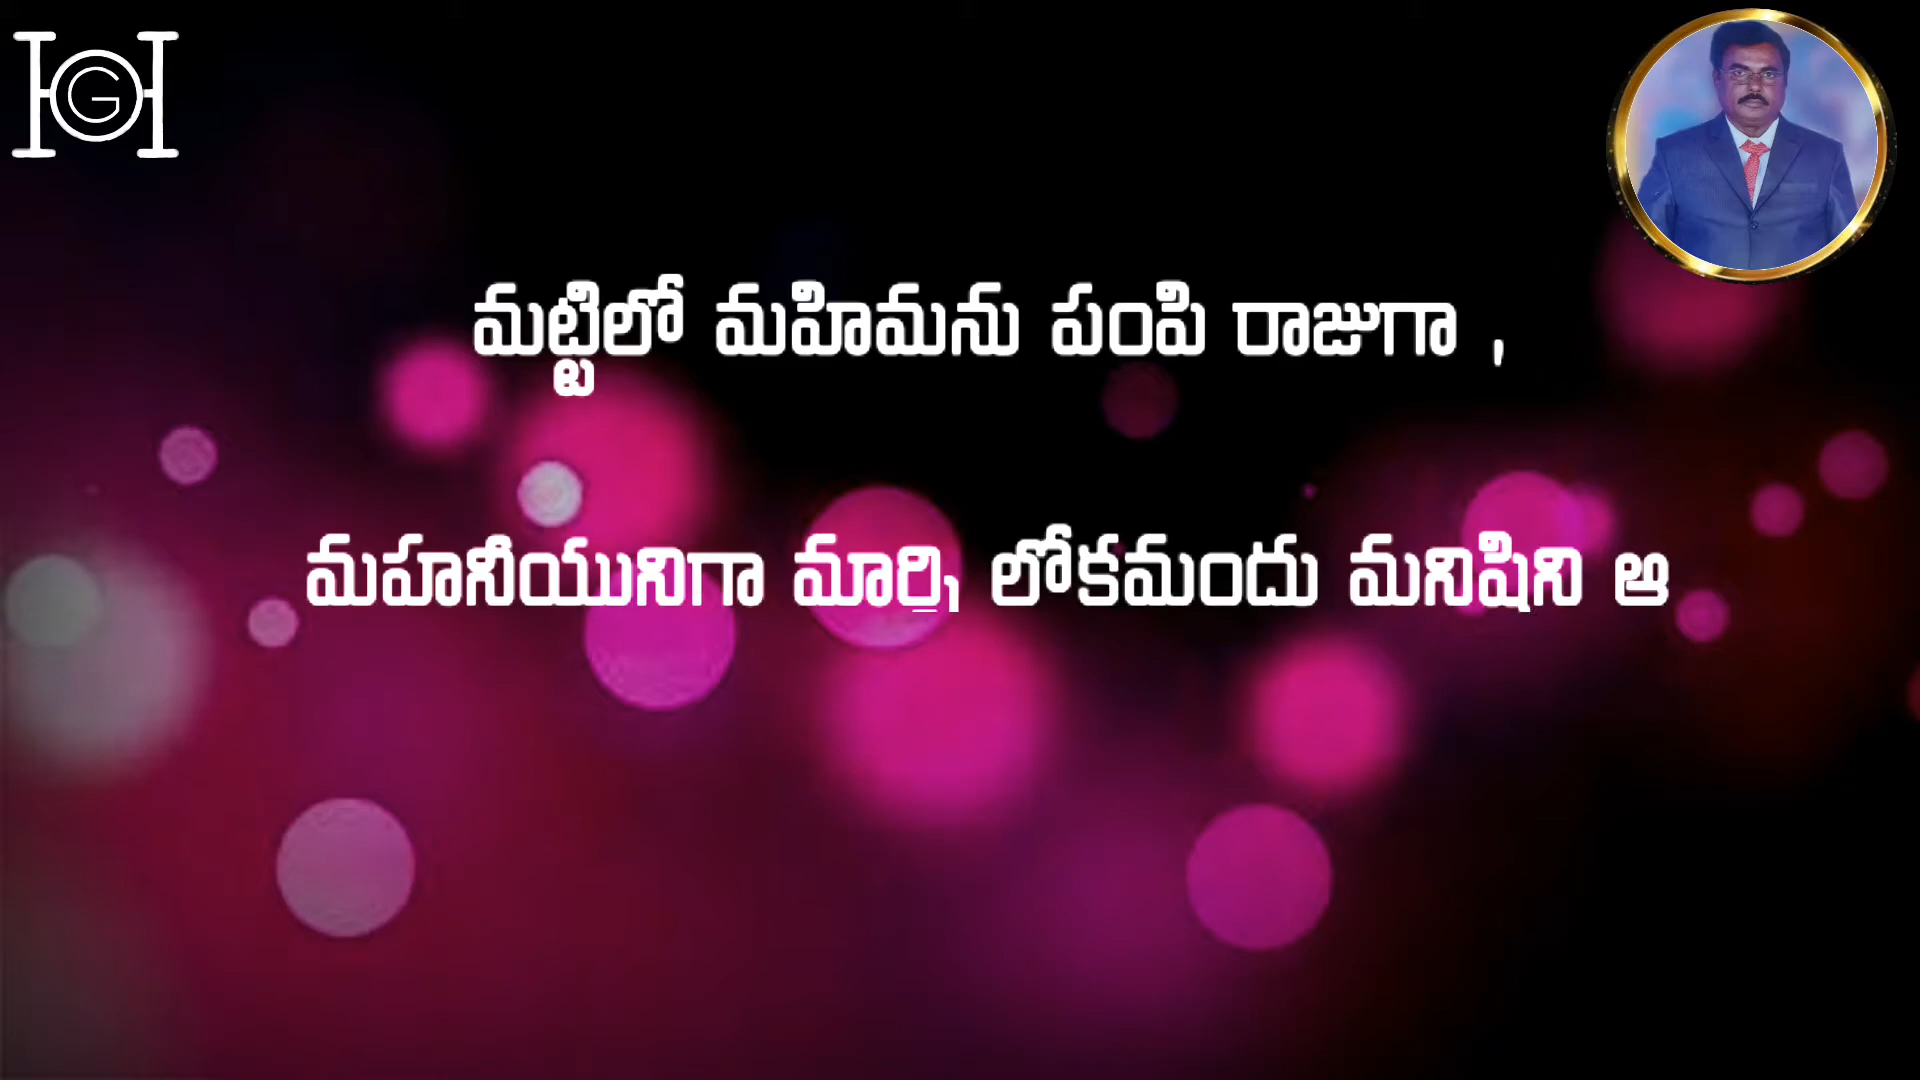 మట్టిలో మహిమను పంపి రాజుగా ,
మహనీయునిగా మార్చి లోకమందు మనిషిని ఆ